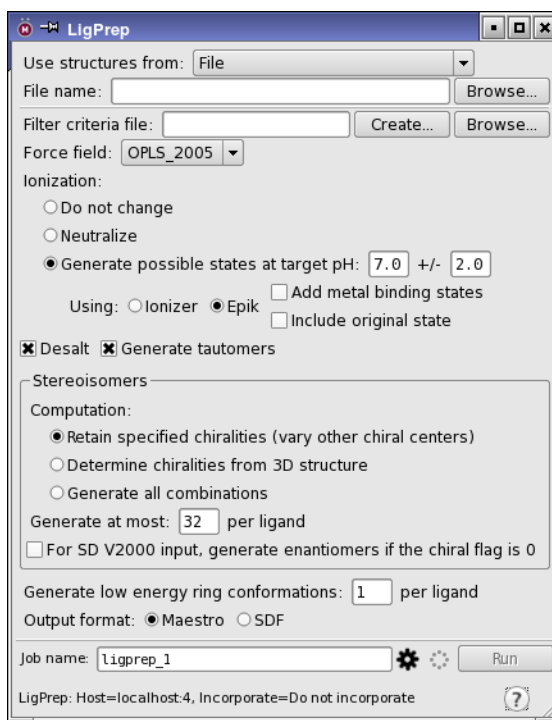 LigPrep
Use structures from: File
File name: Browse...
Filter criteria file: Create... Browse...
Force field: OPLS_2005
Ionization:
Do not change
Neutralize
Generate possible states at target pH: 7.0 +/- 2.0
Add metal binding states
Using: Ionizer Epik
Include original state
Desalt Generate tautomers
Stereoisomers
Computation:
Retain specified chiralities (vary other chiral centers)
Determine chiralities from 3D structure
Generate all combinations
Generate at most: 32 per ligand
For SD V2000 input, generate enantiomers if the chiral flag is 0
Generate low energy ring conformations: 1 per ligand
Output format: Maestro SDF
Job name: ligprep_1 Run
LigPrep: Host=localhost:4, Incorporate=Do not incorporate ?